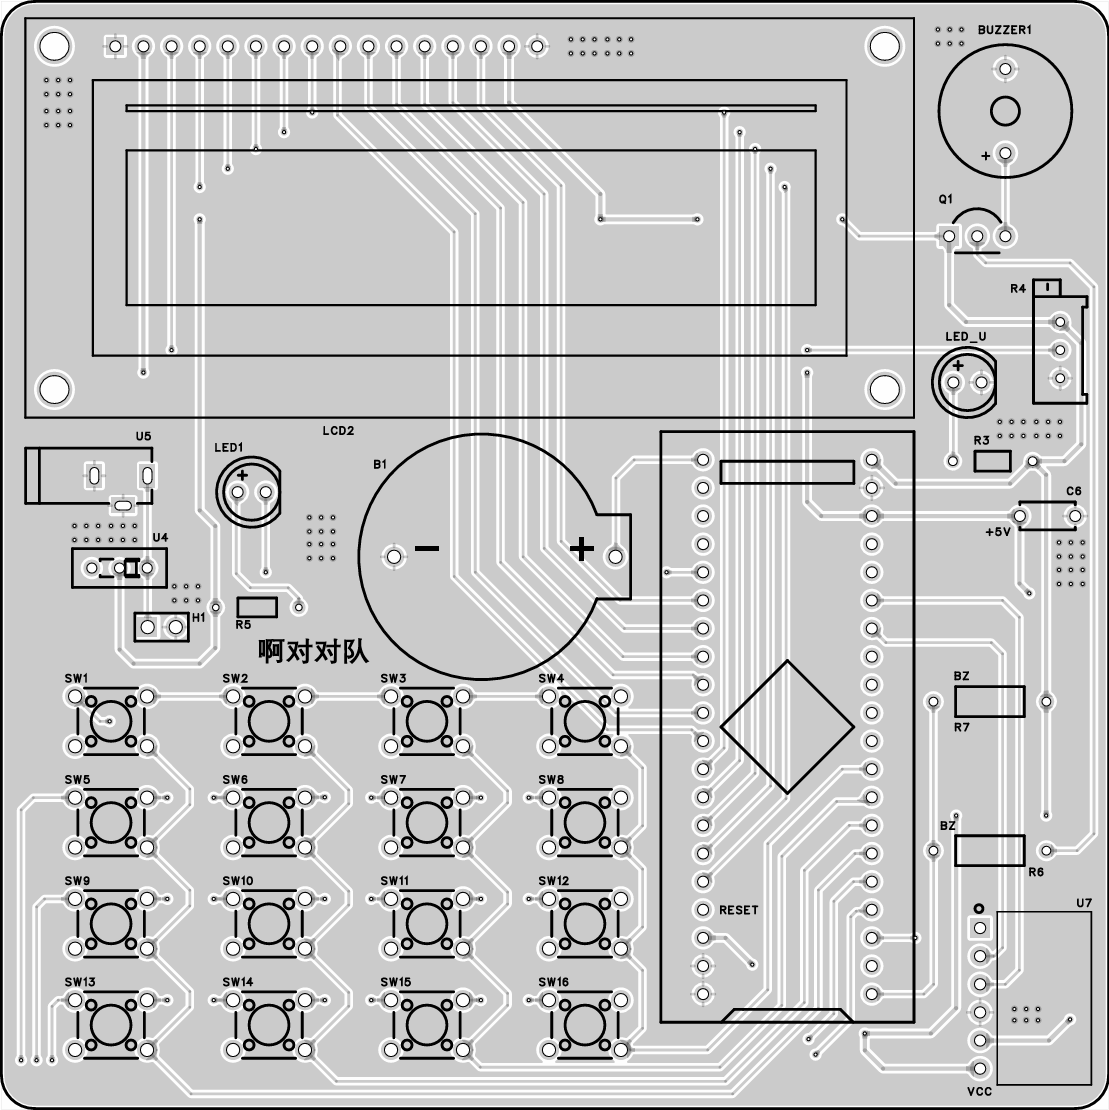 BUZZER1
Q1
R4
LED_U
+
+
LCD2
U5
LED1
+
B1
R3
C6
+5V
− +
U4
H1
R5
啊对对队
SW1 SW2 SW3 SW4
BZ
R7
SW5 SW6 SW7 SW8
BZ
R6
SW9 SW10 SW11 SW12
RESET
U7
SW13 SW14 SW15 SW16
VCC